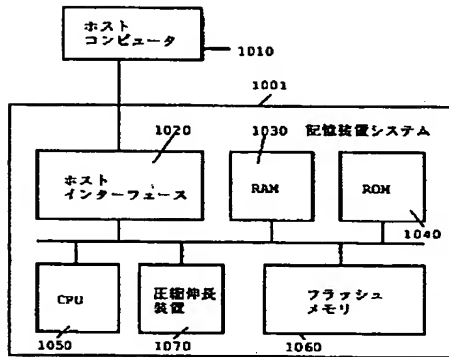 ホスト
コンピュータ
1010
1001
1020
1030
記憶装置システム
ホスト
インターフェース
RAM
ROM
1040
CPU
圧縮伸長
装置
フラッシュ
メモリ
1050
1070
1060